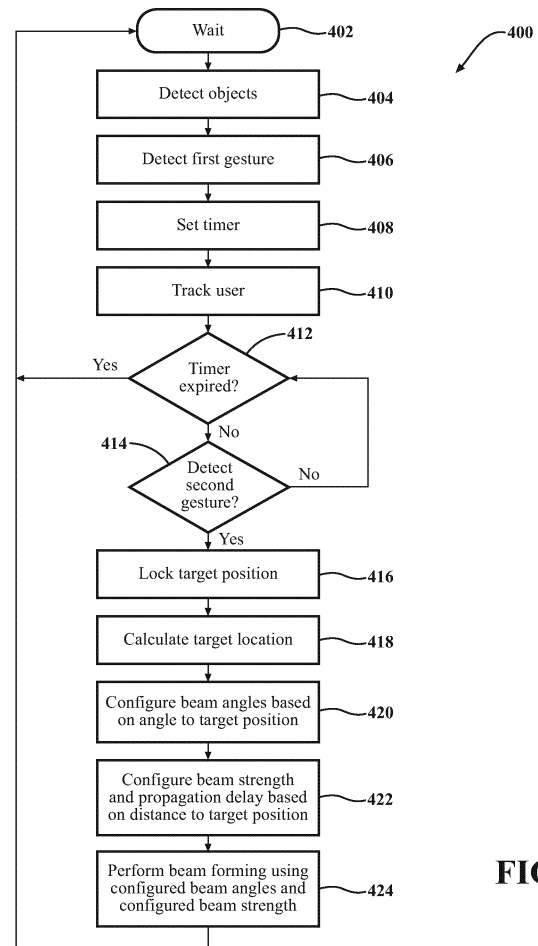 Wait
402
400
Detect objects
404
Detect first gesture
406
Set timer
408
Track user
410
412
Yes
Timer
expired?
No
414
Detect
second
gesture?
No
Yes
Lock target position
416
Calculate target location
418
Configure beam angles based
on angle to target position
420
Configure beam strength
and propagation delay based
on distance to target position
422
Perform beam forming using
configured beam angles and
configured beam strength
424
FIG